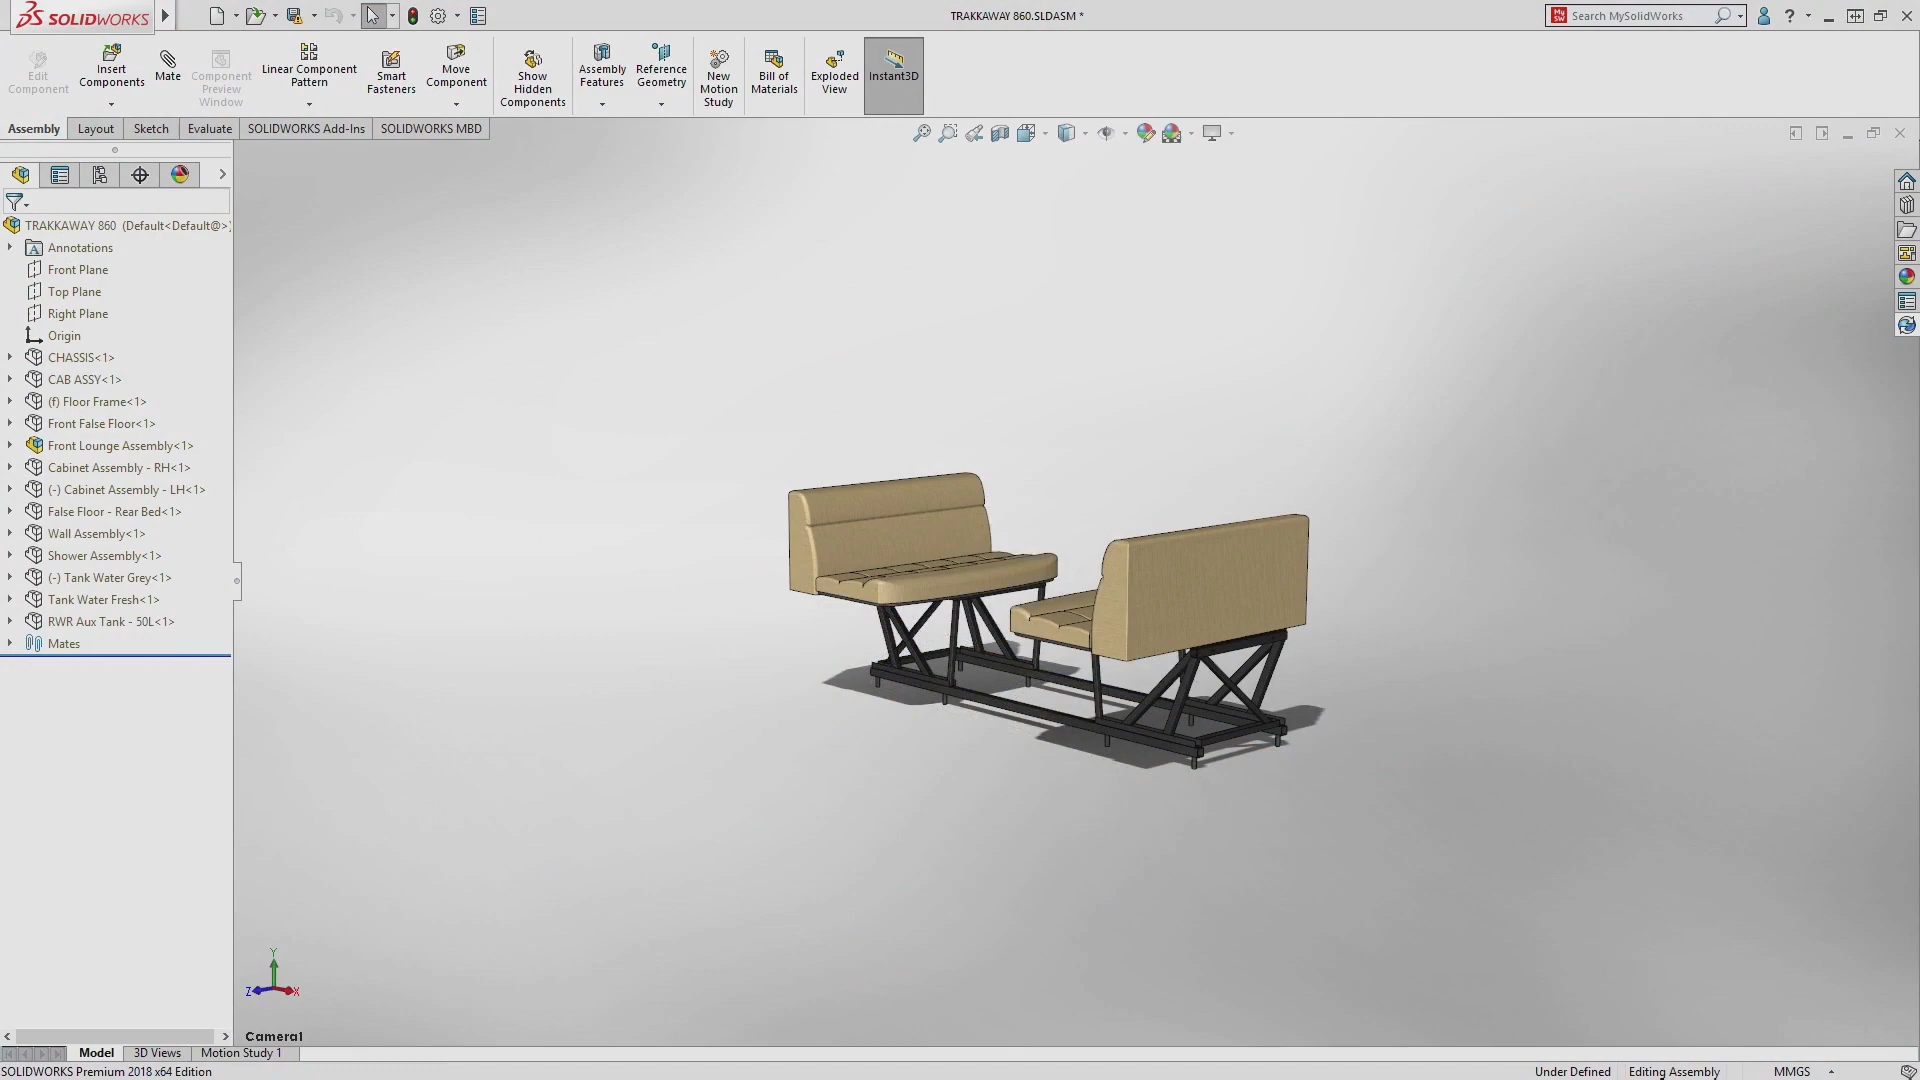 SOLIDWORKS
TRAKKAWAY 860.SLDASM *
My SW
Search MySolidWorks
?
Edit Component
Insert Components
Mate
Component Preview Window
Linear Component Pattern
Smart Fasteners
Move Component
Show Hidden Components
Assembly Features
Reference Geometry
New Motion Study
Bill of Materials
Exploded View
Instant3D
Assembly
Layout
Sketch
Evaluate
SOLIDWORKS Add-Ins
SOLIDWORKS MBD
TRAKKAWAY 860 (Default<Default@>)
A Annotations
Front Plane
Top Plane
Right Plane
Origin
CHASSIS<1>
CAB ASSY<1>
(f) Floor Frame<1>
Front False Floor<1>
Front Lounge Assembly<1>
Cabinet Assembly - RH<1>
(-) Cabinet Assembly - LH<1>
False Floor - Rear Bed<1>
Wall Assembly<1>
Shower Assembly<1>
(-) Tank Water Grey<1>
Tank Water Fresh<1>
RWR Aux Tank - 50L<1>
Mates
Y
Z
X
Camera1
Model
3D Views
Motion Study 1
SOLIDWORKS Premium 2018 x64 Edition
Under Defined
Editing Assembly
MMGS